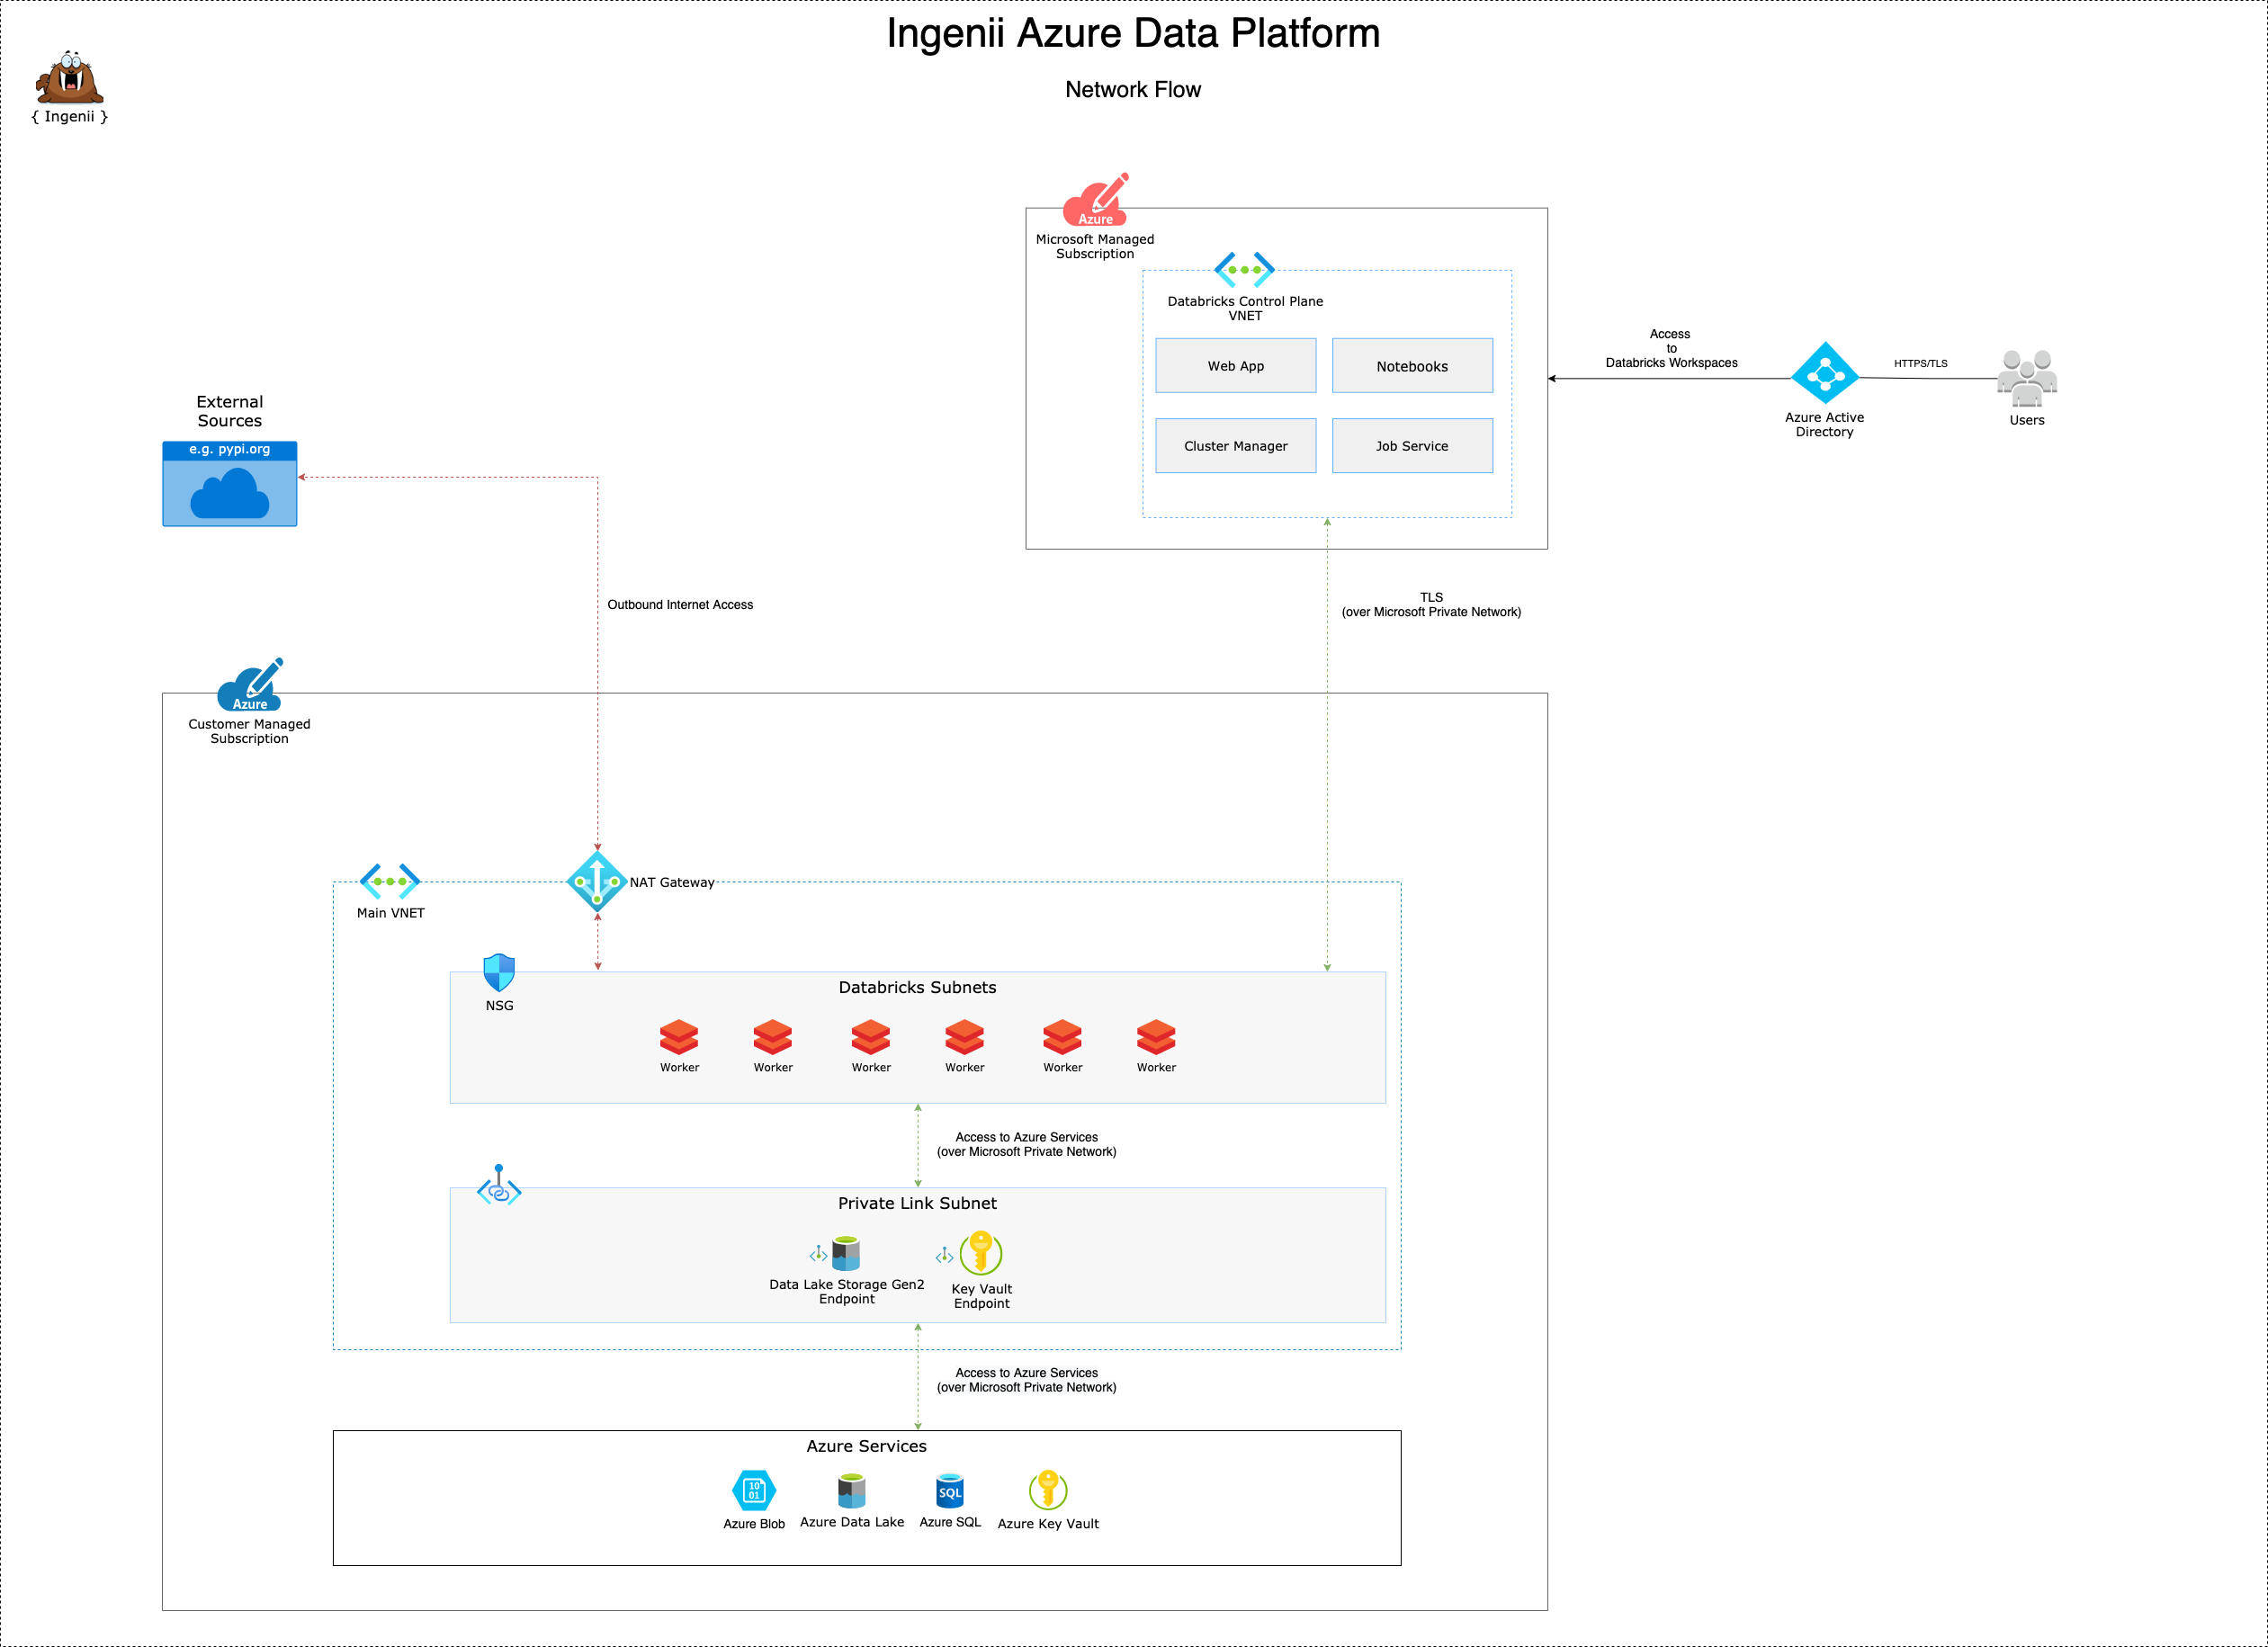 Ingenii Azure Data Platform
Network Flow
{ Ingenii }
Azure
Microsoft Managed
Subscription
Databricks Control Plane
VNET
Web App
Notebooks
Cluster Manager
Job Service
Access
to
Databricks Workspaces
HTTPS/TLS
Azure Active
Directory
Users
External
Sources
e.g. pypi.org
Outbound Internet Access
TLS
(over Microsoft Private Network)
Azure
Customer Managed
Subscription
NAT Gateway
Main VNET
NSG
Databricks Subnets
Worker
Worker
Worker
Worker
Worker
Worker
Access to Azure Services
(over Microsoft Private Network)
Private Link Subnet
Data Lake Storage Gen2
Endpoint
Key Vault
Endpoint
Access to Azure Services
(over Microsoft Private Network)
Azure Services
10
01
SQL
Azure Blob
Azure Data Lake
Azure SQL
Azure Key Vault